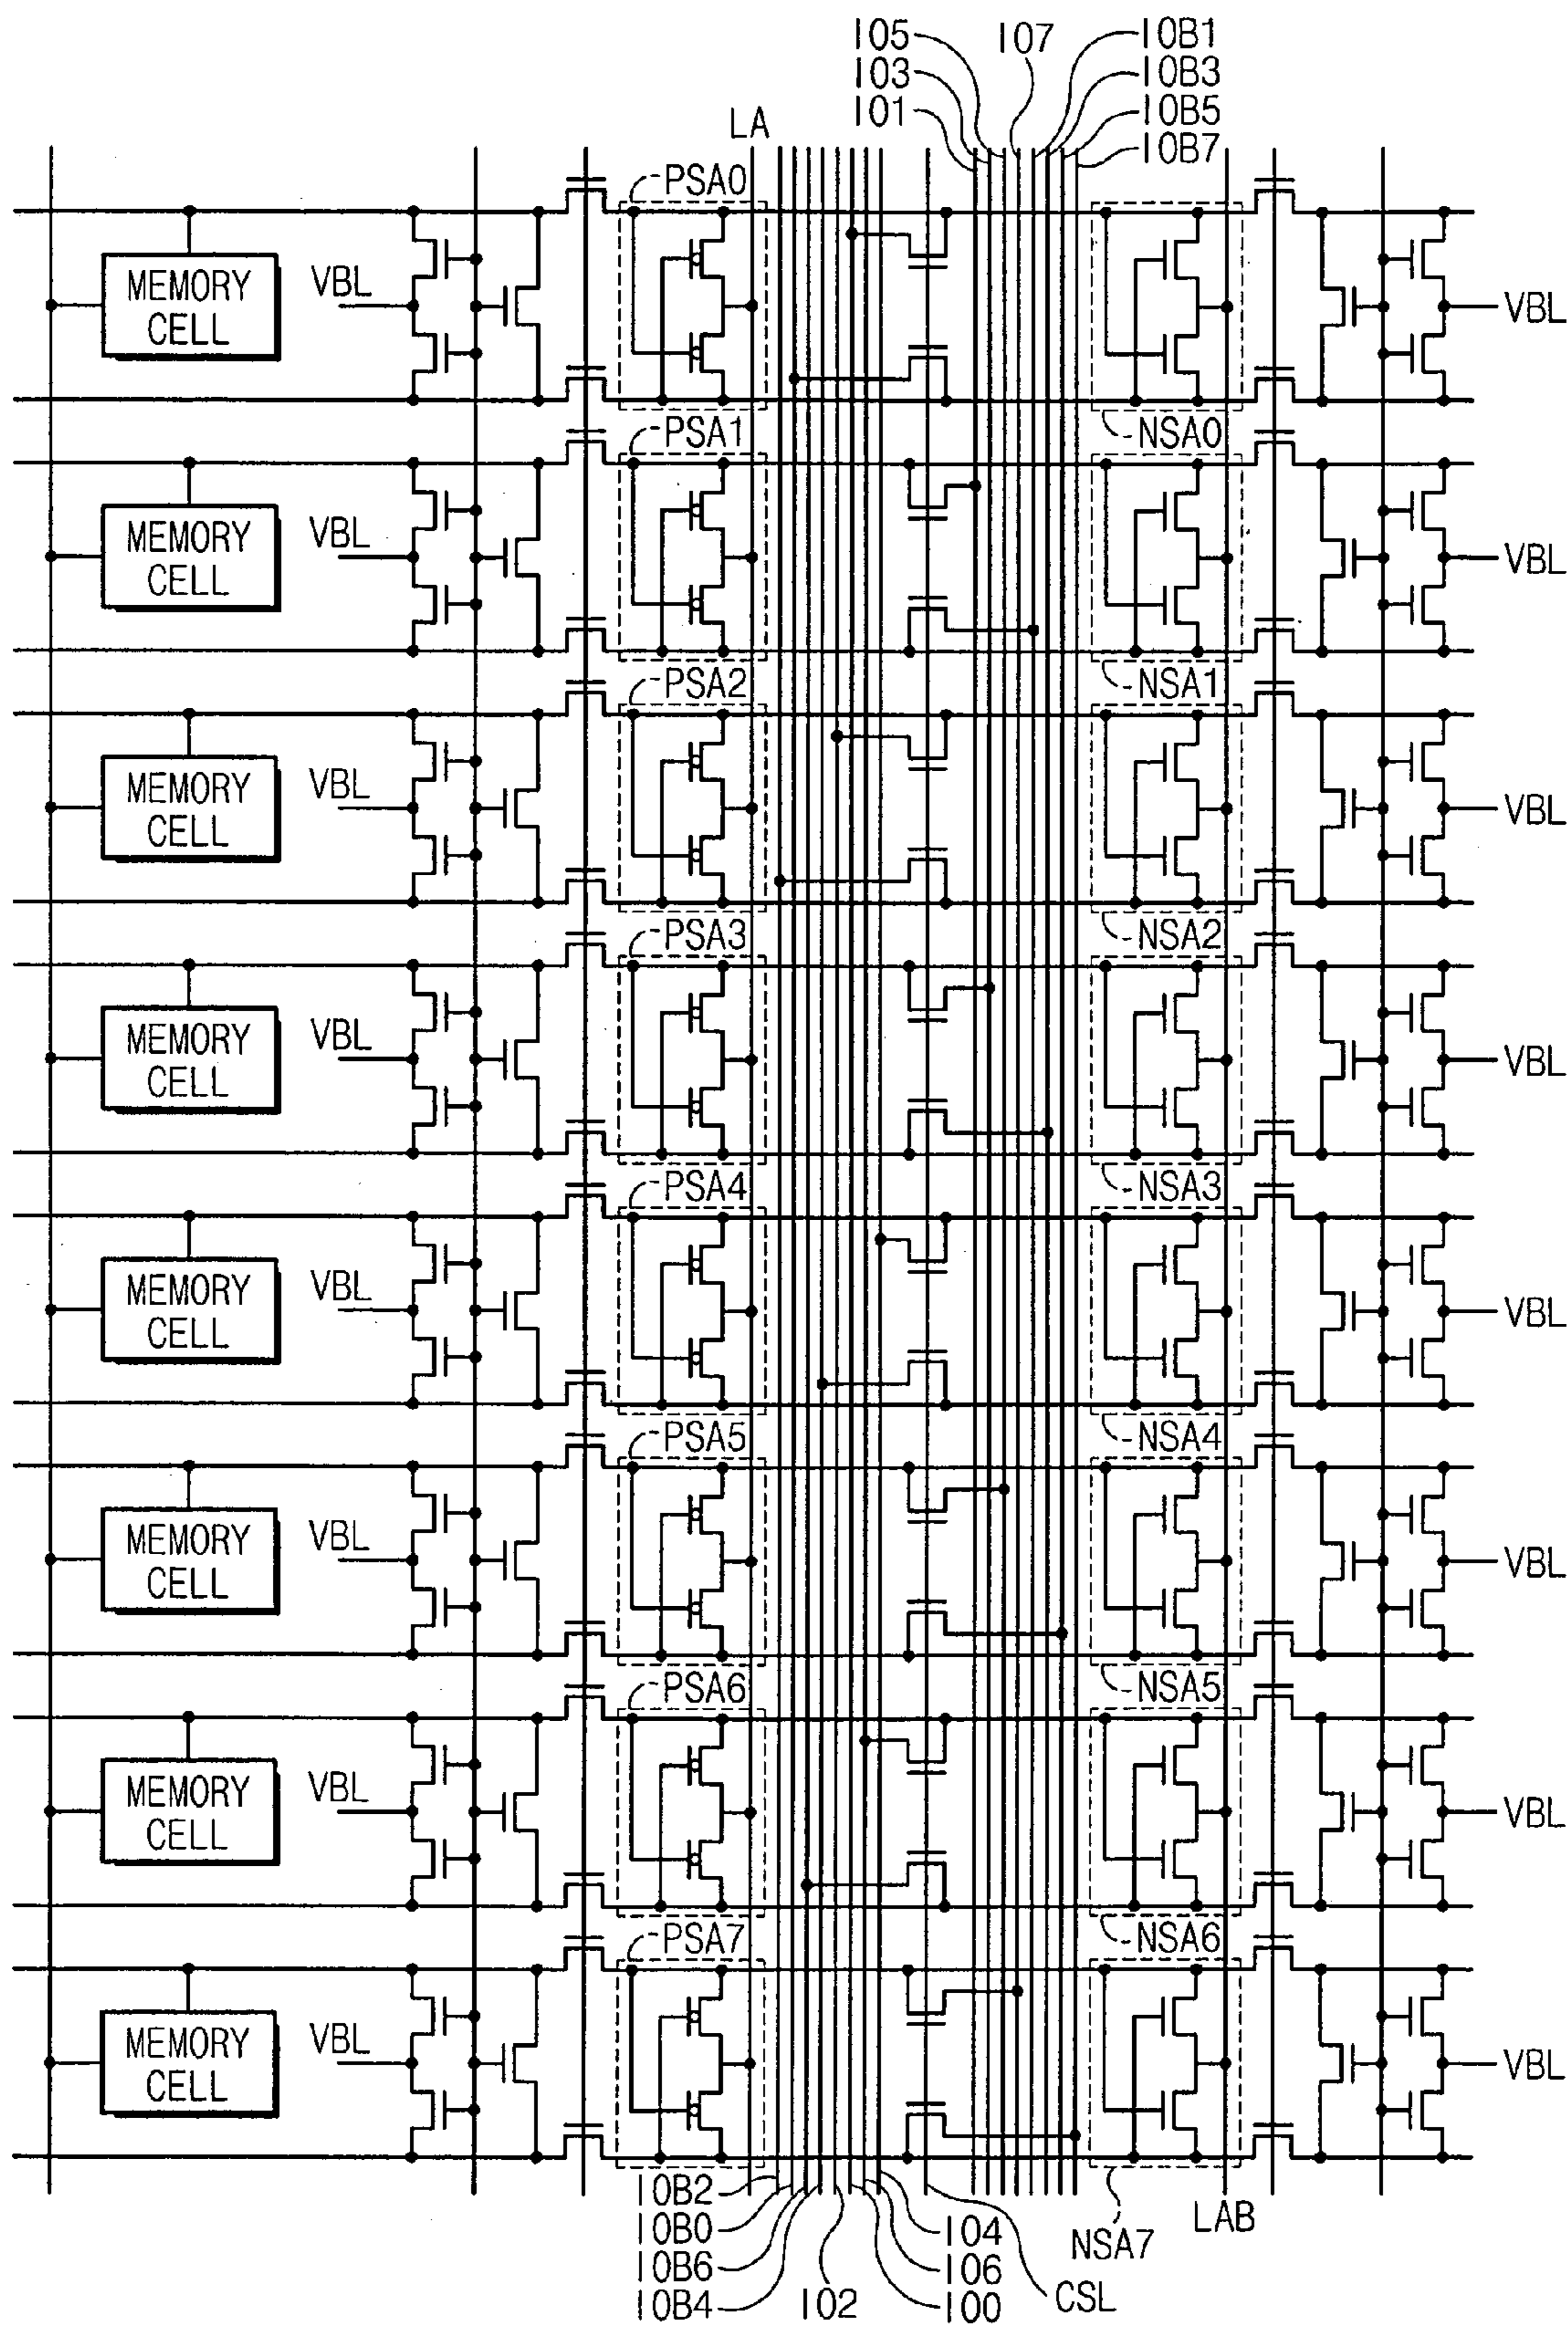 IO5 IO7 IOB1
IO3 IOB3
IO1 IOB5
LA IOB7
PSA0
MEMORY CELL VBL VBL
NSA0
PSA1
MEMORY CELL VBL VBL
NSA1
PSA2
MEMORY CELL VBL VBL
NSA2
PSA3
MEMORY CELL VBL VBL
NSA3
PSA4
MEMORY CELL VBL VBL
NSA4
PSA5
MEMORY CELL VBL VBL
NSA5
PSA6
MEMORY CELL VBL VBL
NSA6
PSA7
MEMORY CELL VBL VBL
IOB2
IOB0 IO4 LAB
IOB6 IO6 NSA7
IOB4 IO2 IO0 CSL